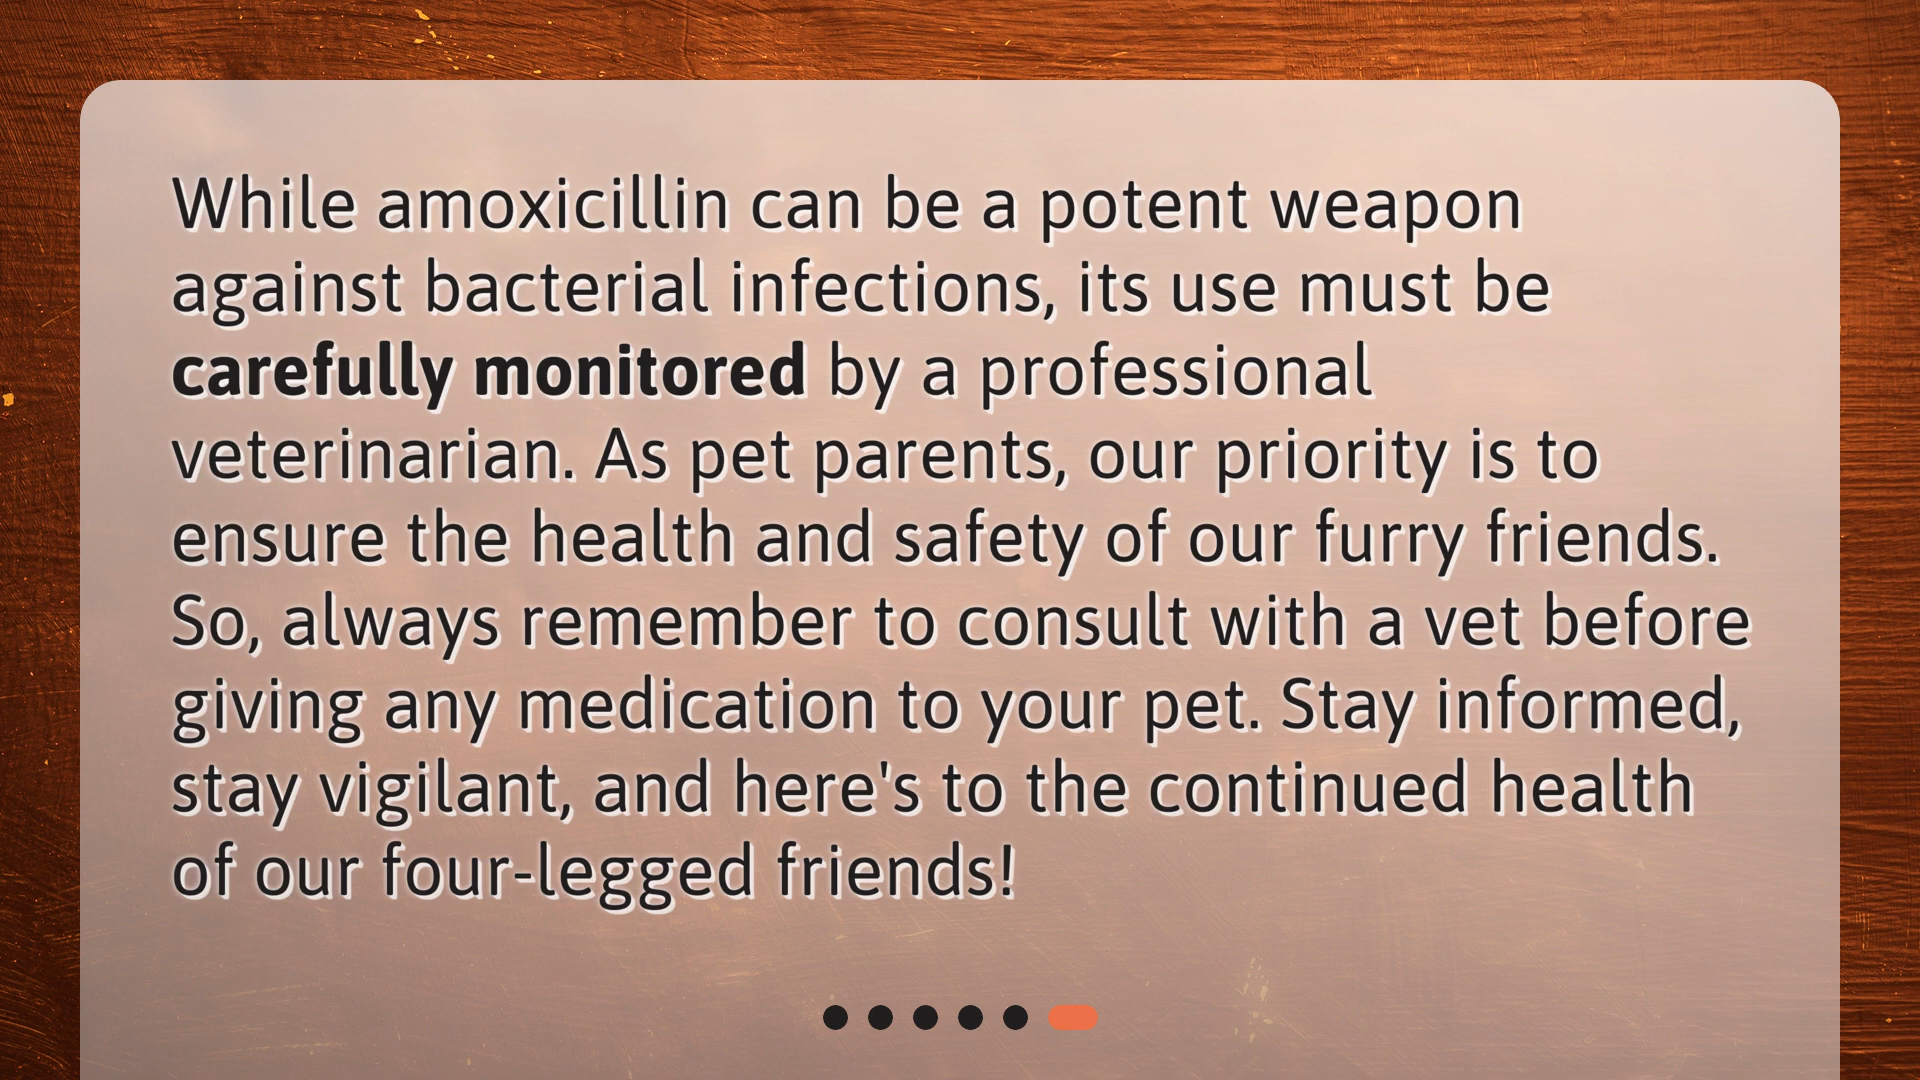 While amoxicillin can be a potent weapon
against bacterial infections, its use must be
carefully monitored by a professional
veterinarian. As pet parents, our priority is to
ensure the health and safety of our furry friends.
So, always remember to consult with a vet before
giving any medication to your pet. Stay informed,
stay vigilant, and here's to the continued health
of our four-legged friends!